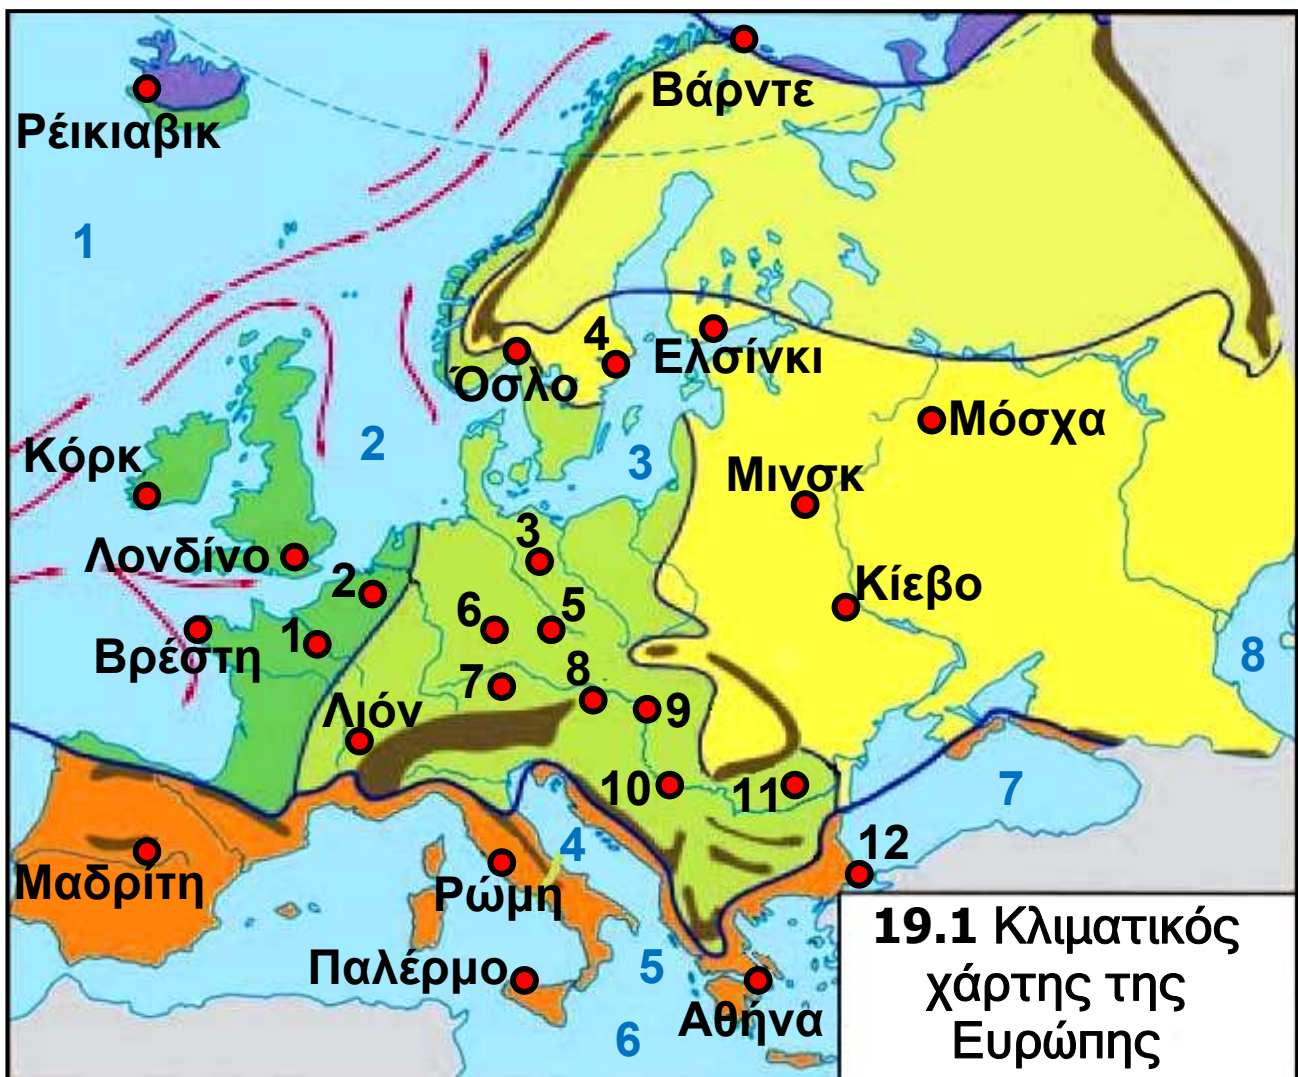 Βάρντε
Ρέικιαβικ
1
4
Ελσίνκι
Όσλο
Μόσχα
Κόρκ
2
3
Μινσκ
Λονδίνο
3
2
Κίεβο
Βρέστη
1
6
5
8
7
8
9
Λιόν
10
11
7
4
12
Μαδρίτη
Ρώμη
Παλέρμο
5
Αθήνα
6
19.1 Κλιματικός
χάρτης της
Ευρώπης